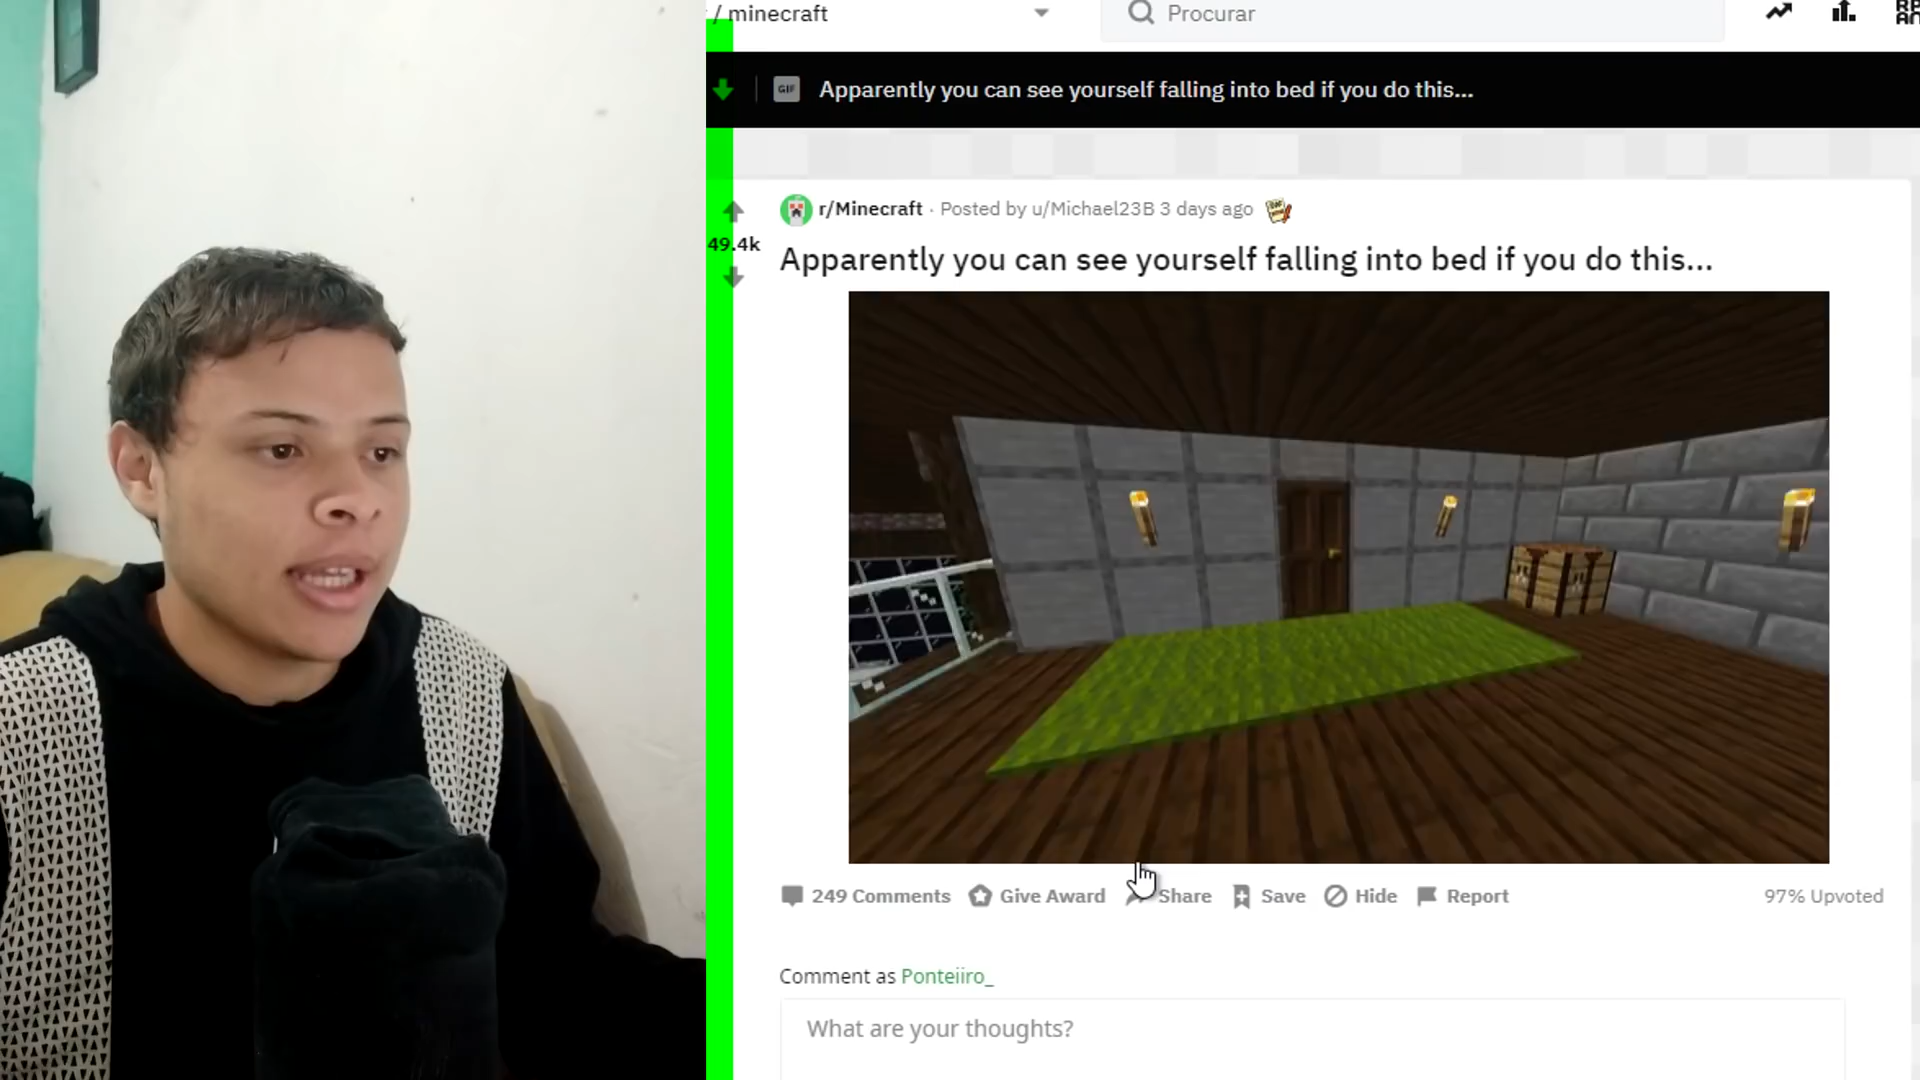 / minecraft
Procurar
GIF
Apparently you can see yourself falling into bed if you do this...
r/Minecraft · Posted by u/Michael23B 3 days ago
49.4k
Apparently you can see yourself falling into bed if you do this...
249 Comments
Give Award
Share
Save
Hide
Report
97% Upvoted
Comment as Ponteiiro_
What are your thoughts?